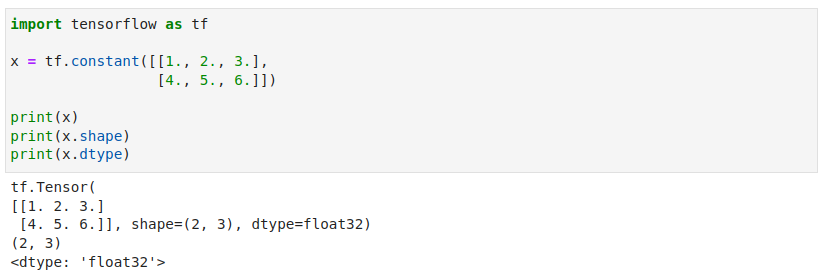 import tensorflow as tf
x = tf.constant([[1., 2., 3.],
                 [4., 5., 6.]])
print(x)
print(x.shape)
print(x.dtype)
tf.Tensor(
[[1. 2. 3.]
 [4. 5. 6.]], shape=(2, 3), dtype=float32)
(2, 3)
<dtype: 'float32'>